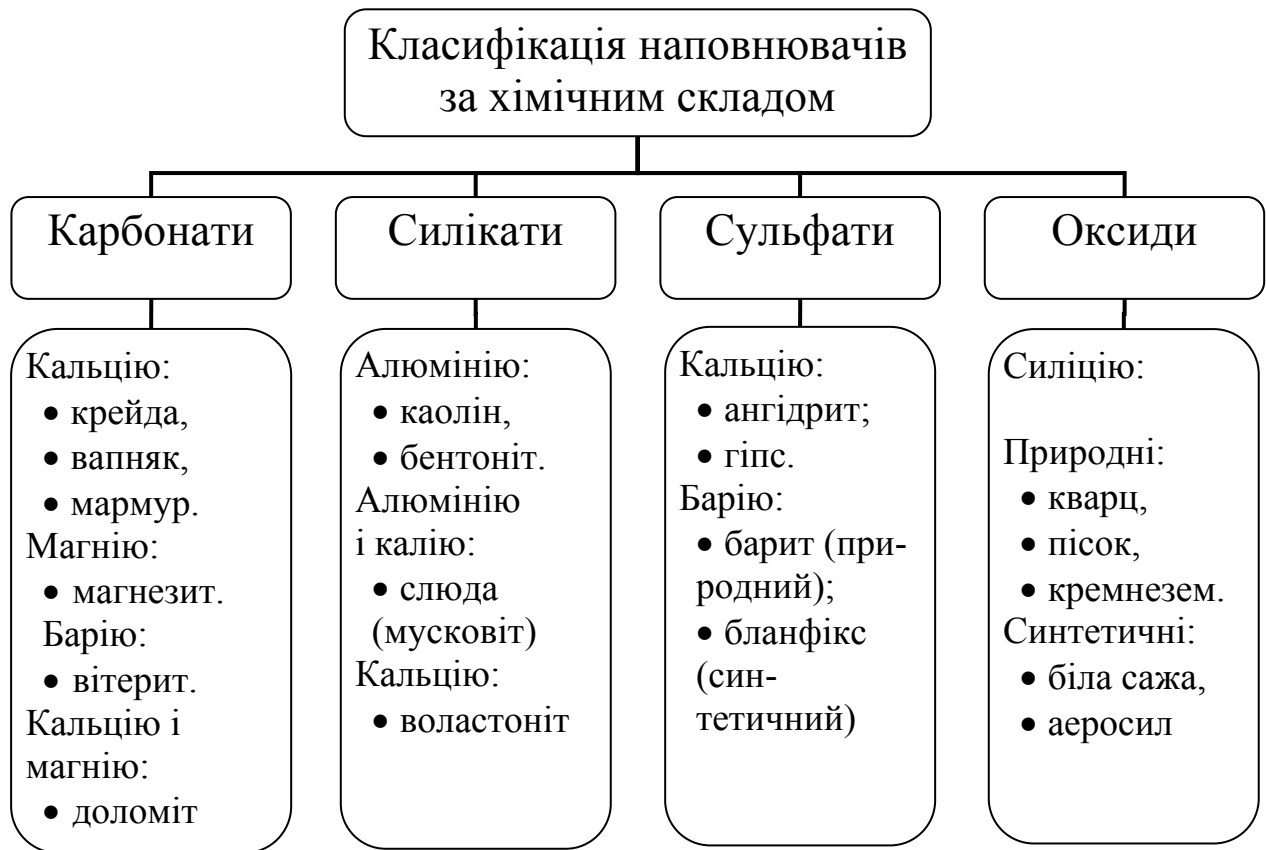 Класифікація наповнювачів
за хімічним складом
Карбонати
Силікати
Сульфати
Оксиди
Кальцію:
• крейда,
• вапняк,
• мармур.
Магнію:
• магнезит.
Барію:
• вітерит.
Кальцію і
магнію:
• доломіт
Алюмінію:
• каолін,
• бентоніт.
Алюмінію
і калію:
• слюда
(мусковіт)
Кальцію:
• воластоніт
Кальцію:
• ангідрит;
• гіпс.
Барію:
• барит (при-
родний);
• бланфікс
(син-
тетичний)
Силіцію:
Природні:
• кварц,
• пісок,
• кремнезем.
Синтетичні:
• біла сажа,
• аеросил